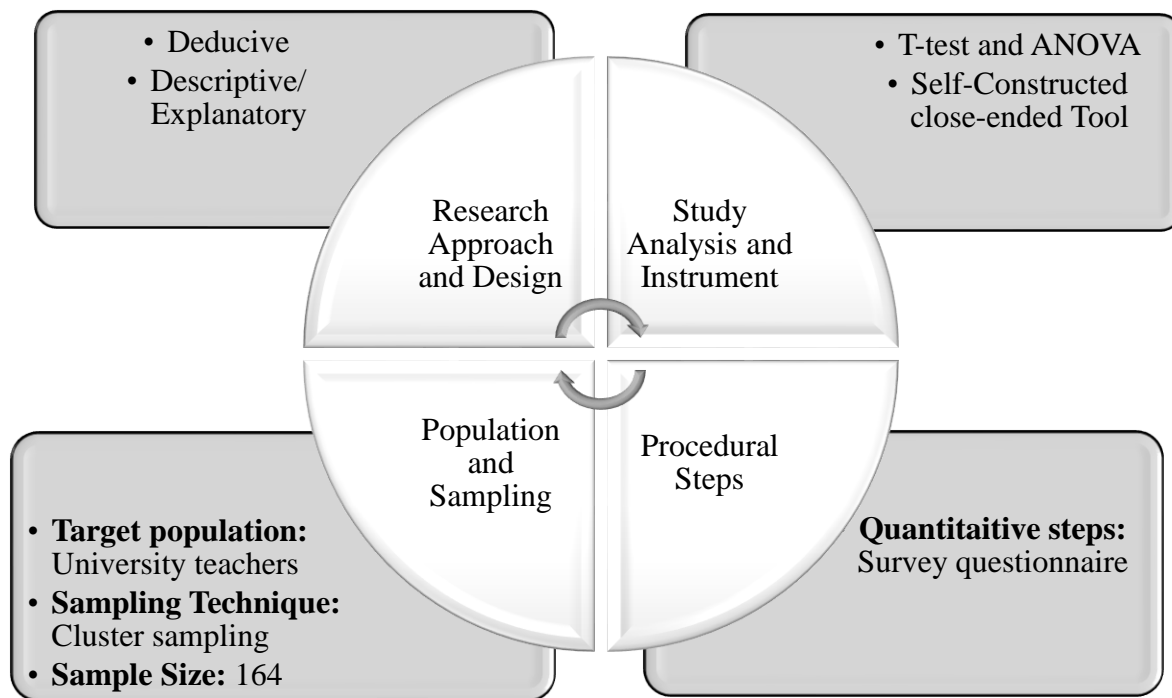 • Deducive
• Descriptive/
Explanatory
• T-test and ANOVA
• Self-Constructed
close-ended Tool
Research
Approach
and Design
Study
Analysis and
Instrument
Population
and
Sampling
Procedural
Steps
• Target population:
University teachers
• Sampling Technique:
Cluster sampling
• Sample Size: 164
Quantitaitive steps:
Survey questionnaire